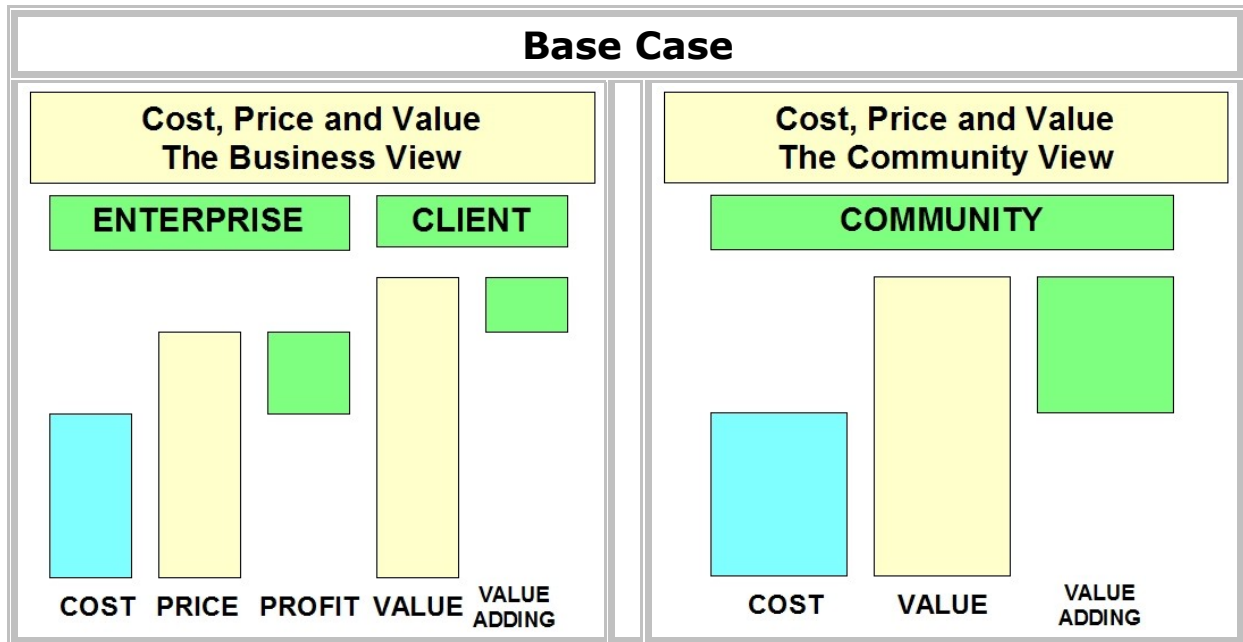 Base Case
Cost, Price and Value
The Business View
ENTERPRISE
CLIENT
COST
PRICE
PROFIT
VALUE
VALUE
ADDING
Cost, Price and Value
The Community View
COMMUNITY
COST
VALUE
VALUE
ADDING